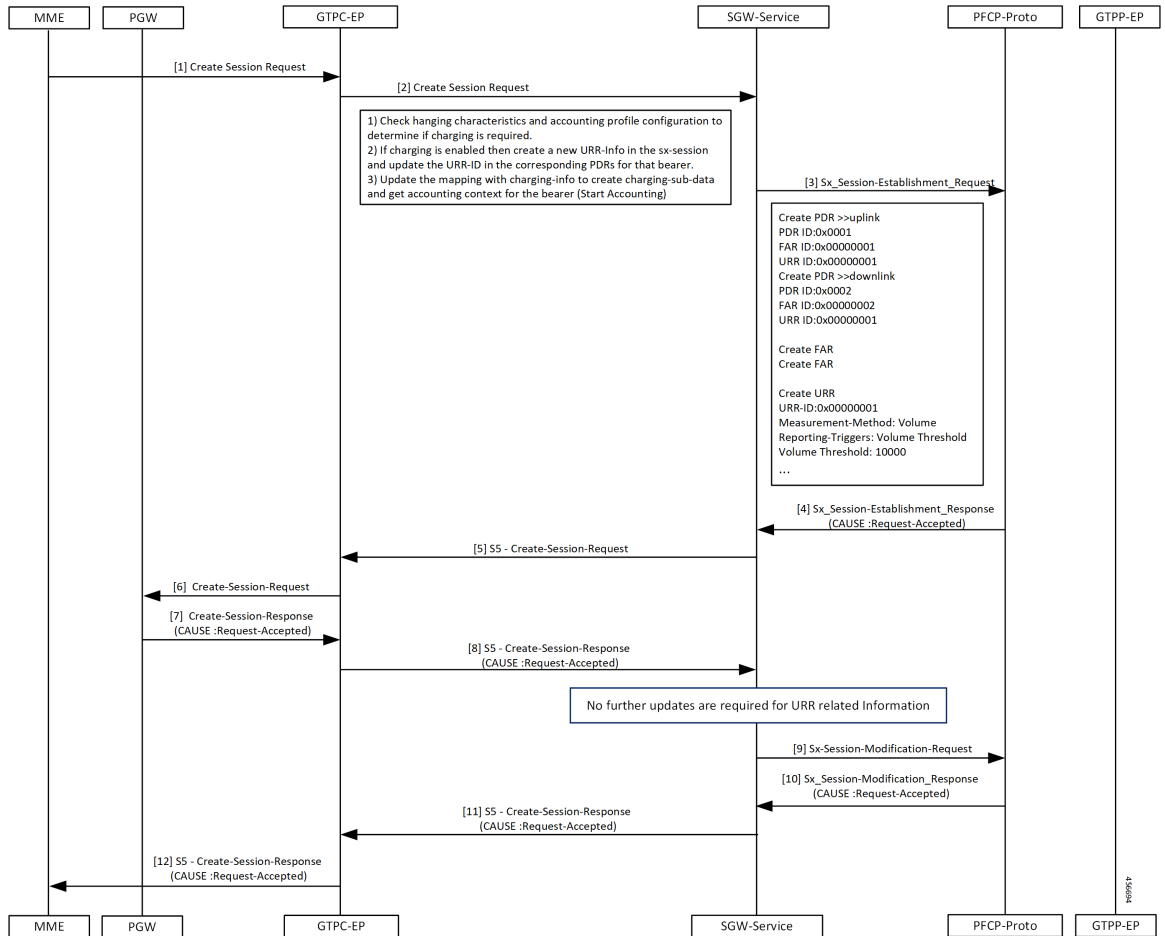 MME
PGW
GTPC-EP
SGW-Service
PFCP-Proto
GTPP-EP
[1] Create Session Request
[2] Create Session Request
1) Check hanging characteristics and accounting profile configuration to
determine if charging is required.
2) If charging is enabled then create a new URR-Info in the sx-session
and update the URR-ID in the corresponding PDRs for that bearer.
3) Update the mapping with charging-info to create charging-sub-data
and get accounting context for the bearer (Start Accounting)
[3] Sx_Session-Establishment_Request
Create PDR >>uplink
PDR ID:0x0001
FAR ID:0x00000001
URR ID:0x00000001
Create PDR >>downlink
PDR ID:0x0002
FAR ID:0x00000002
URR ID:0x00000001
Create FAR
Create FAR
Create URR
URR-ID:0x00000001
Measurement-Method: Volume
Reporting-Triggers: Volume Threshold
Volume Threshold: 10000
...
[4] Sx_Session-Establishment_Response
(CAUSE :Request-Accepted)
[5] S5 - Create-Session-Request
[6] Create-Session-Request
[7] Create-Session-Response
(CAUSE :Request-Accepted)
[8] S5 - Create-Session-Response
(CAUSE :Request-Accepted)
No further updates are required for URR related Information
[9] Sx-Session-Modification-Request
[10] Sx_Session-Modification_Response
(CAUSE :Request-Accepted)
[11] S5 - Create-Session-Response
(CAUSE :Request-Accepted)
[12] S5 - Create-Session-Response
(CAUSE :Request-Accepted)
456694
MME
PGW
GTPC-EP
SGW-Service
PFCP-Proto
GTPP-EP